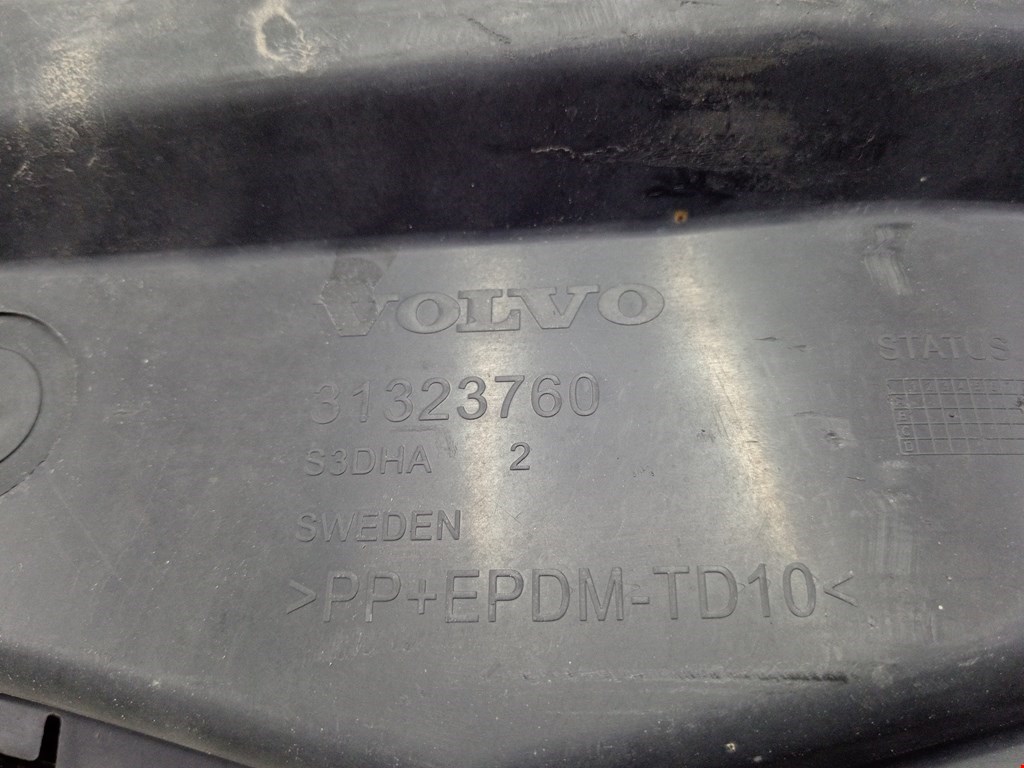 VOLVO
31323760
S3DHA 2
SWEDEN
>PP+EPDM-TD10<
STATUS